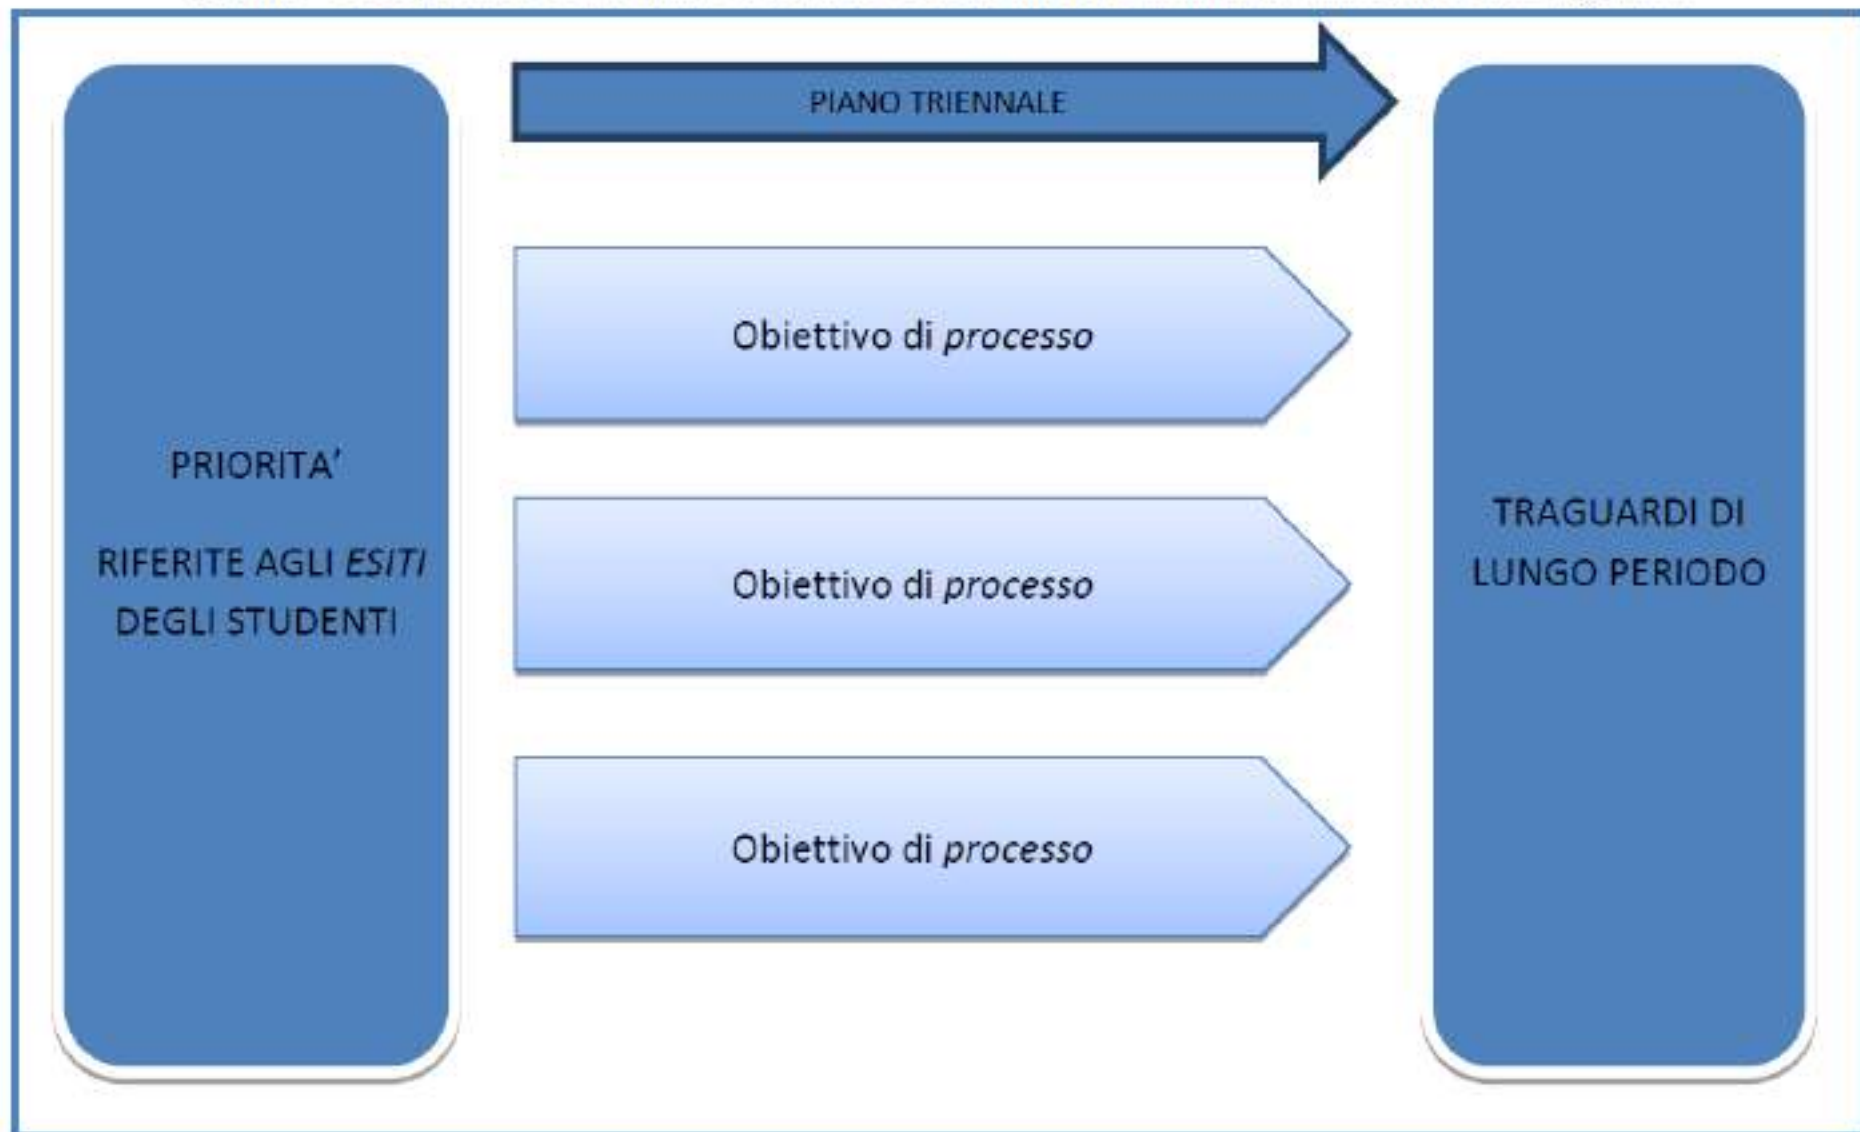 PIANO TRIENNALE
PRIORITA’
RIFERITE AGLI ESITI
DEGLI STUDENTI
Obiettivo di processo
Obiettivo di processo
Obiettivo di processo
TRAGUARDI DI
LUNGO PERIODO